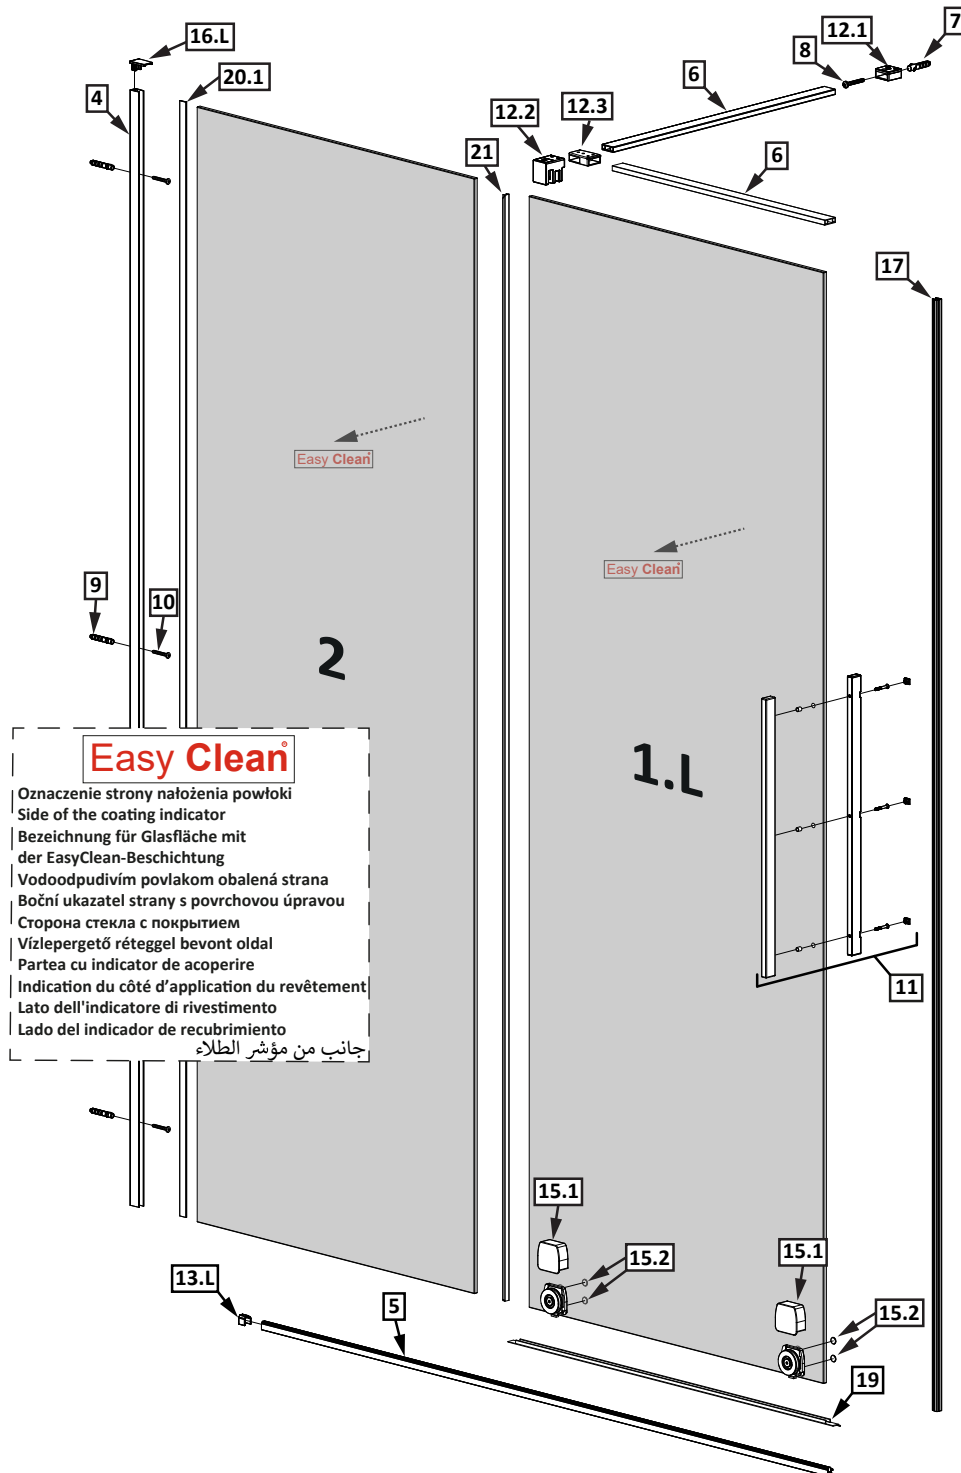 16.L
7
12.1
8
4
20.1
6
12.2
12.3
21
6
17
Easy Clean
Easy Clean
9
10
2
1.L
Easy Clean°
Oznaczenie strony nałożenia powłoki
Side of the coating indicator
Bezeichnung für Glasfläche mit
der EasyClean-Beschichtung
Vodoodpudivím povlakom obalená strana
Boční ukazatel strany s povrchovou úpravou
Сторона стекла с покрытием
Vízlepergető réteggel bevont oldal
Partea cu indicator de acoperire
Indication du côté d'application du revêtement
Lato dell'indicatore di rivestimento
Lado del indicador de recubrimiento
جانب من مؤشر الطلاء
11
15.1
15.2
15.1
13.L
5
15.2
19